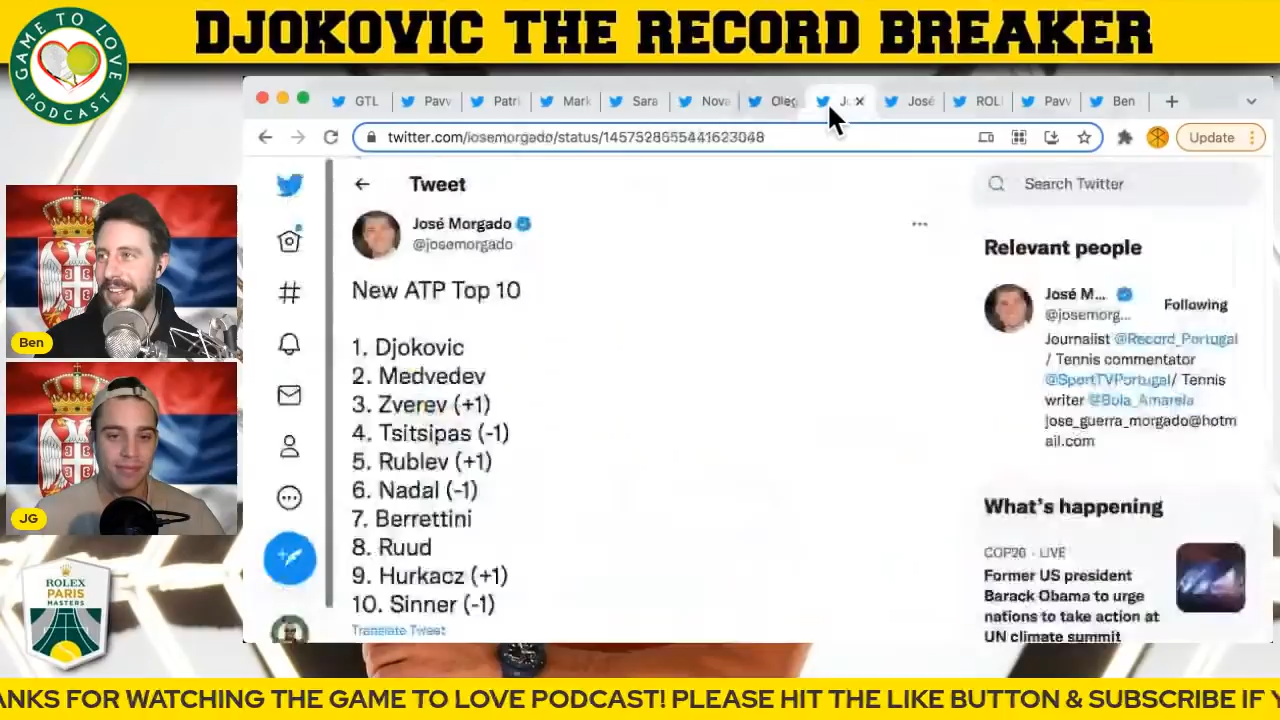 DJOKOVIC THE RECORD BREAKER
GAME TO LOVE
PODCAST
GTL
Pavv
Patri
Mark
Sara
Nova
Oleg
José
ROL
Pavv
Ben
twitter.com/josemorgado/status/1457528655441623048
Update
Tweet
Search Twitter
José Morgado
@josemorgado
New ATP Top 10
1. Djokovic
2. Medvedev
3. Zverev (+1)
4. Tsitsipas (-1)
5. Rublev (+1)
6. Nadal (-1)
7. Berrettini
8. Ruud
9. Hurkacz (+1)
10. Sinner (-1)
Translate Tweet
Relevant people
José M...
@josemorg...
Following
Journalist @Record_Portugal
/ Tennis commentator
@SportTVPortugal/ Tennis
writer @Bola_Amarela
jose_guerra_morgado@hotm
ail.com
What's happening
COP26 · LIVE
Former US president
Barack Obama to urge
nations to take action at
UN climate summit
Ben
JG
ROLEX
PARIS
MASTERS
ANKS FOR WATCHING THE GAME TO LOVE PODCAST! PLEASE HIT THE LIKE BUTTON & SUBSCRIBE IF Y